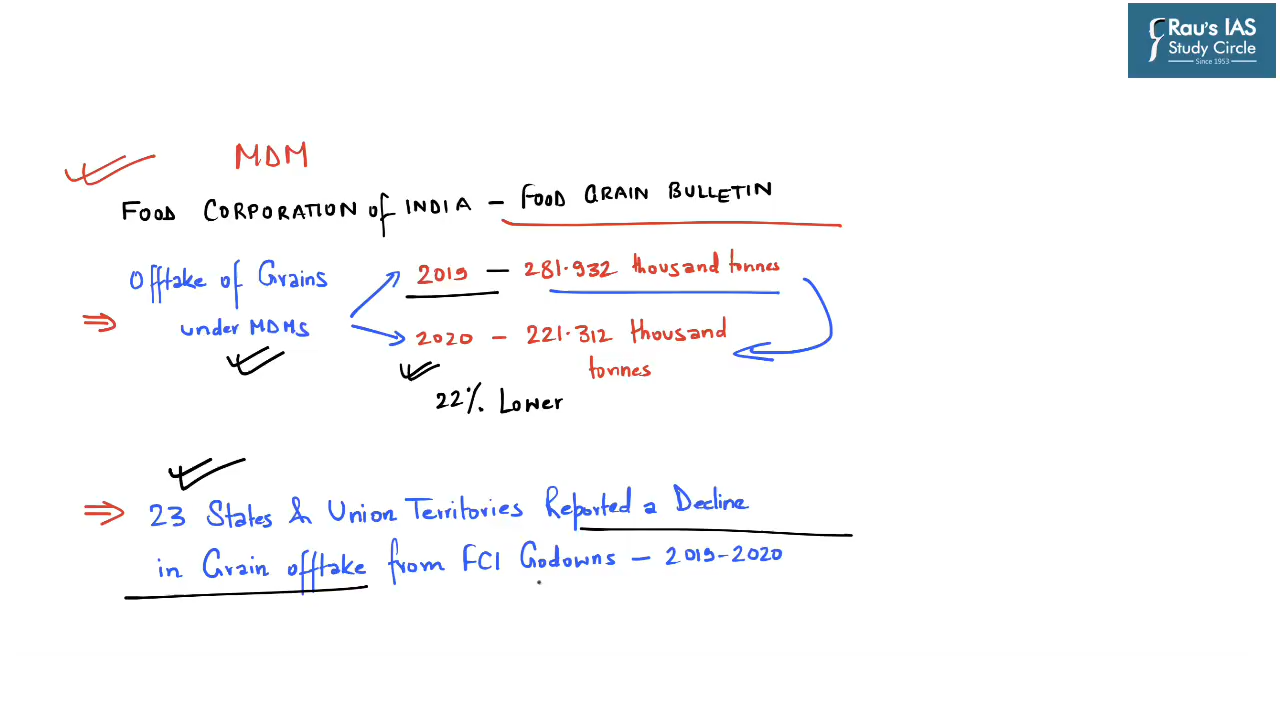 Rau's IAS
Study Circle
Since 1953
MDM
FOOD CORPORATION of INDIA - FOOD GRAIN BULLETIN
Offtake of Grains
under MDMS
2019 - 281.932 thousand tonnes
2020 - 221.312 thousand
tonnes
22% Lower
23 States & Union Territories Reported a Decline
in Grain offtake from FCI Godowns - 2019-2020